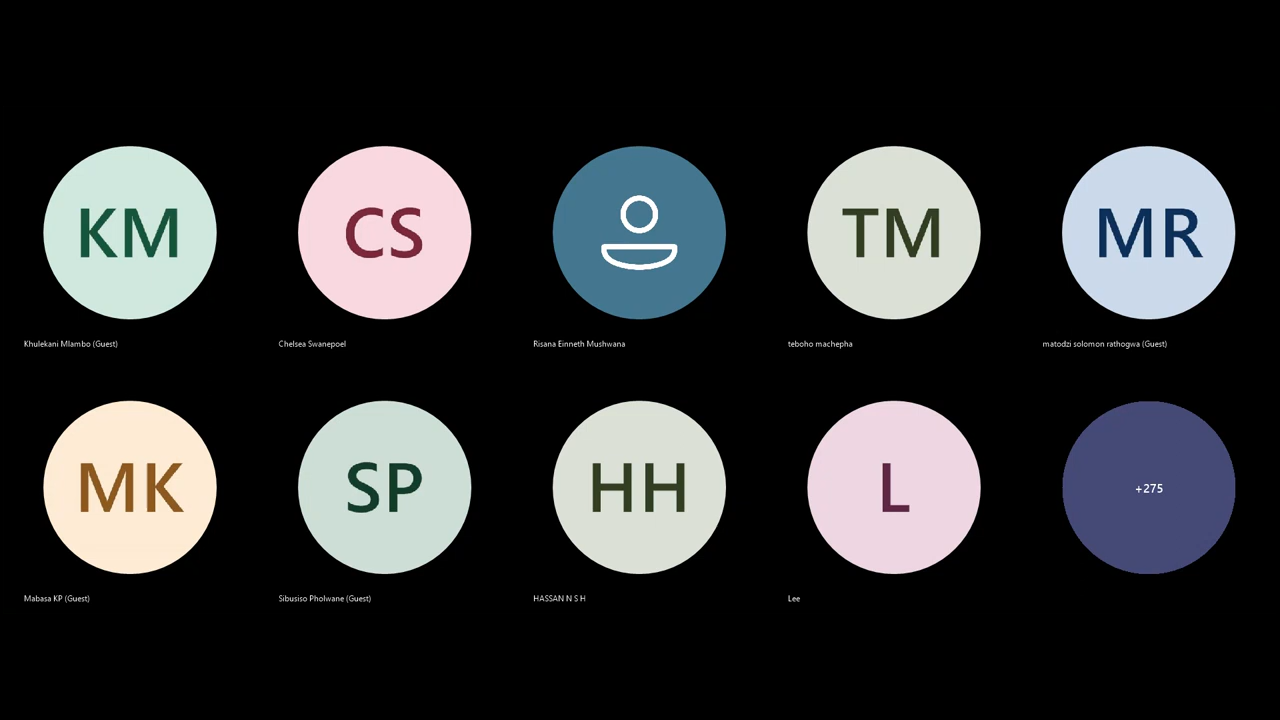 KM
CS
TM
MR
Khulekani Mlambo (Guest)
Chelsea Swanepoel
Risana Einneth Mushwana
teboho machepha
matodzi solomon rathogwa (Guest)
MK
SP
HH
L
+275
Mabasa KP (Guest)
Sibusiso Pholwane (Guest)
HASSAN N S H
Lee